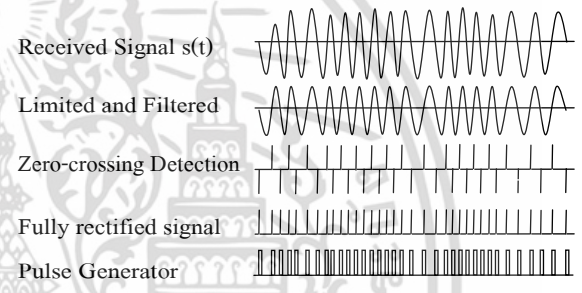 Received Signal s(t)
Limited and Filtered
Zero-crossing Detection
Fully rectified signal
Pulse Generator